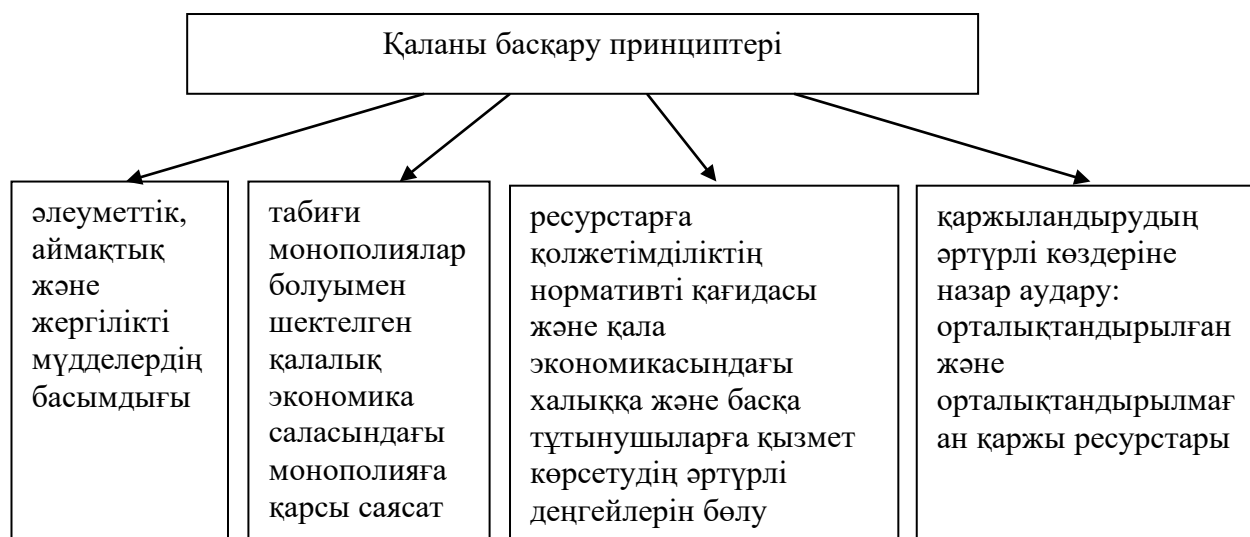 Қаланы басқару принциптері
әлеуметтік,
аймақтық
және
жергілікті
мүдделердің
басымдығы
табиғи
монополиялар
болуымен
шектелген
қалалық
экономика
саласындағы
монополияға
қарсы саясат
ресурстарға
қолжетімділіктің
нормативті қағидасы
және қала
экономикасындағы
халыққа және басқа
тұтынушыларға қызмет
көрсетудің әртүрлі
деңгейлерін бөлу
қаржыландырудың
әртүрлі көздеріне
назар аудару:
орталықтандырылған
және
орталықтандырылмағ
ан қаржы ресурстары